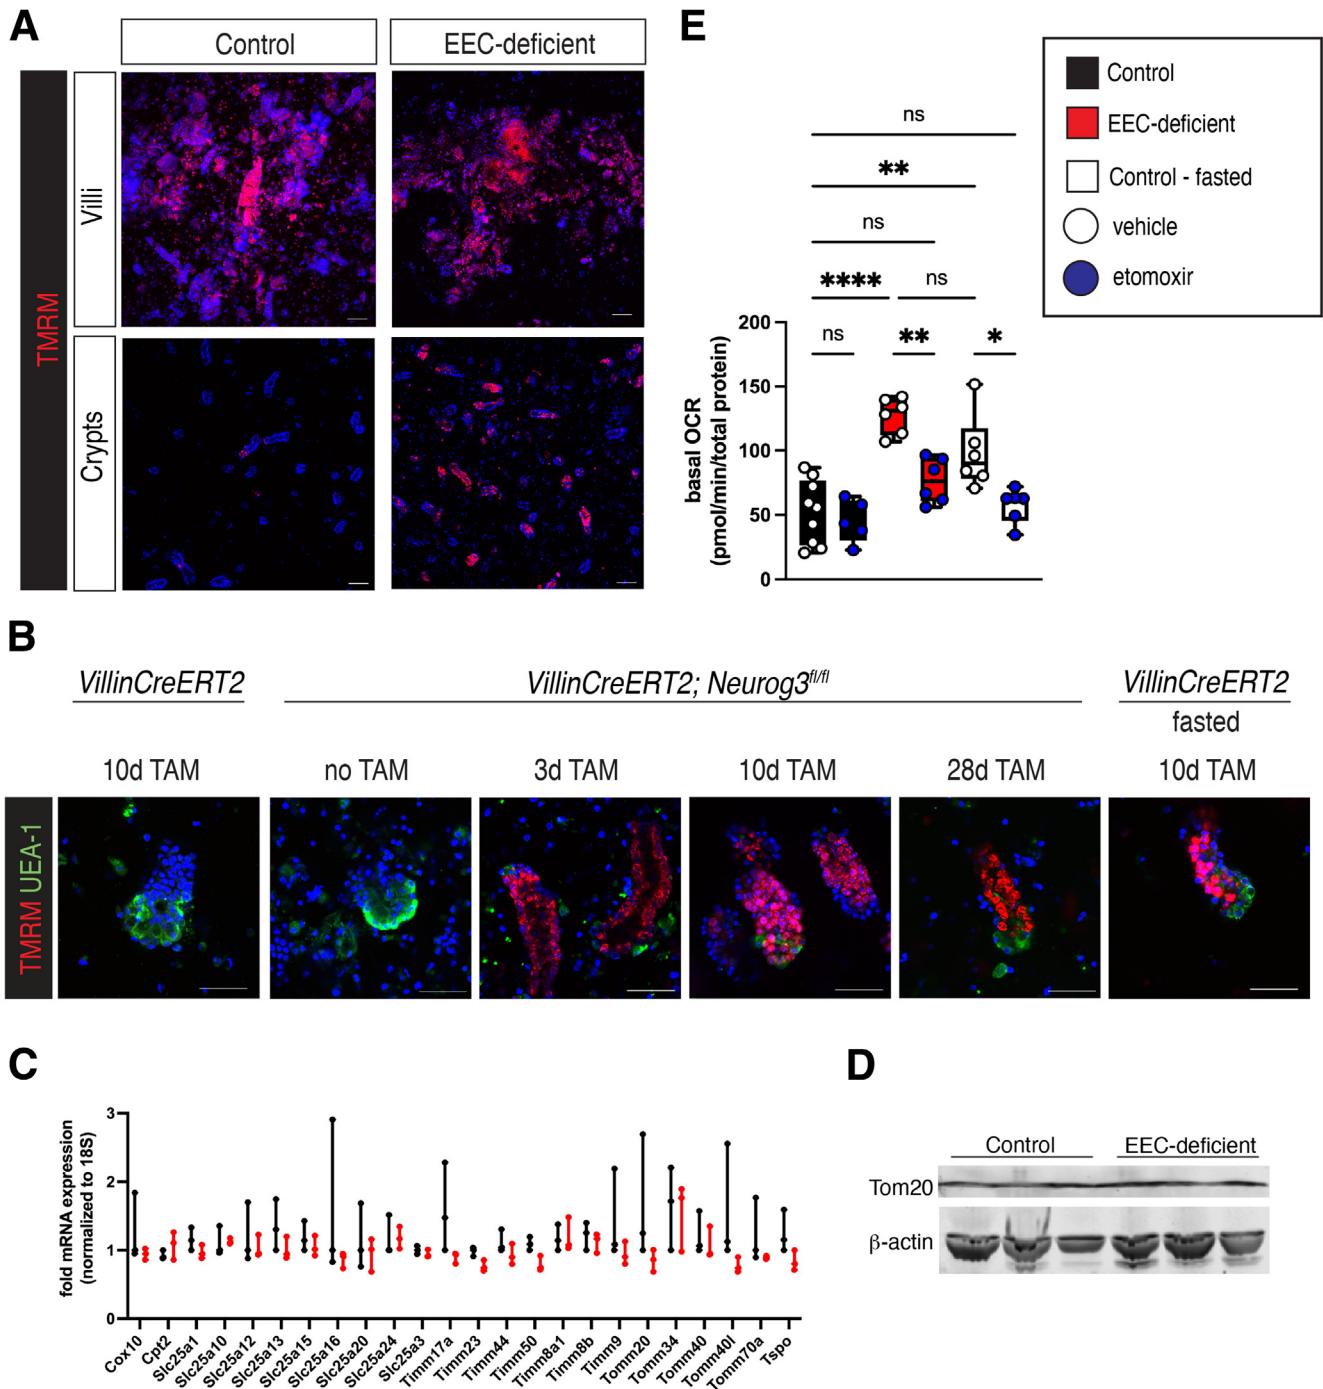 A
Control
EEC-deficient
TMRM
Villi
Crypts
E
Control
EEC-deficient
Control - fasted
vehicle
etomoxir
ns
**
ns
****
ns
ns
**
*
basal OCR
(pmol/min/total protein)
200
150
100
50
0
B
VillinCreERT2
VillinCreERT2; Neurog3fl/fl
VillinCreERT2
fasted
10d TAM
no TAM
3d TAM
10d TAM
28d TAM
10d TAM
TMRM UEA-1
C
fold mRNA expression
(normalized to 18S)
3
2
1
0
Cox10
Cpt2
Slc25a1
Slc25a10
Slc25a12
Slc25a13
Slc25a15
Slc25a16
Slc25a20
Slc25a24
Slc25a3
Timm17a
Timm23
Timm44
Timm50
Timm8a1
Timm8b
Timm9
Tomm20
Tomm34
Tomm40
Tomm40l
Tomm70a
Tspo
D
Control
EEC-deficient
Tom20
β-actin